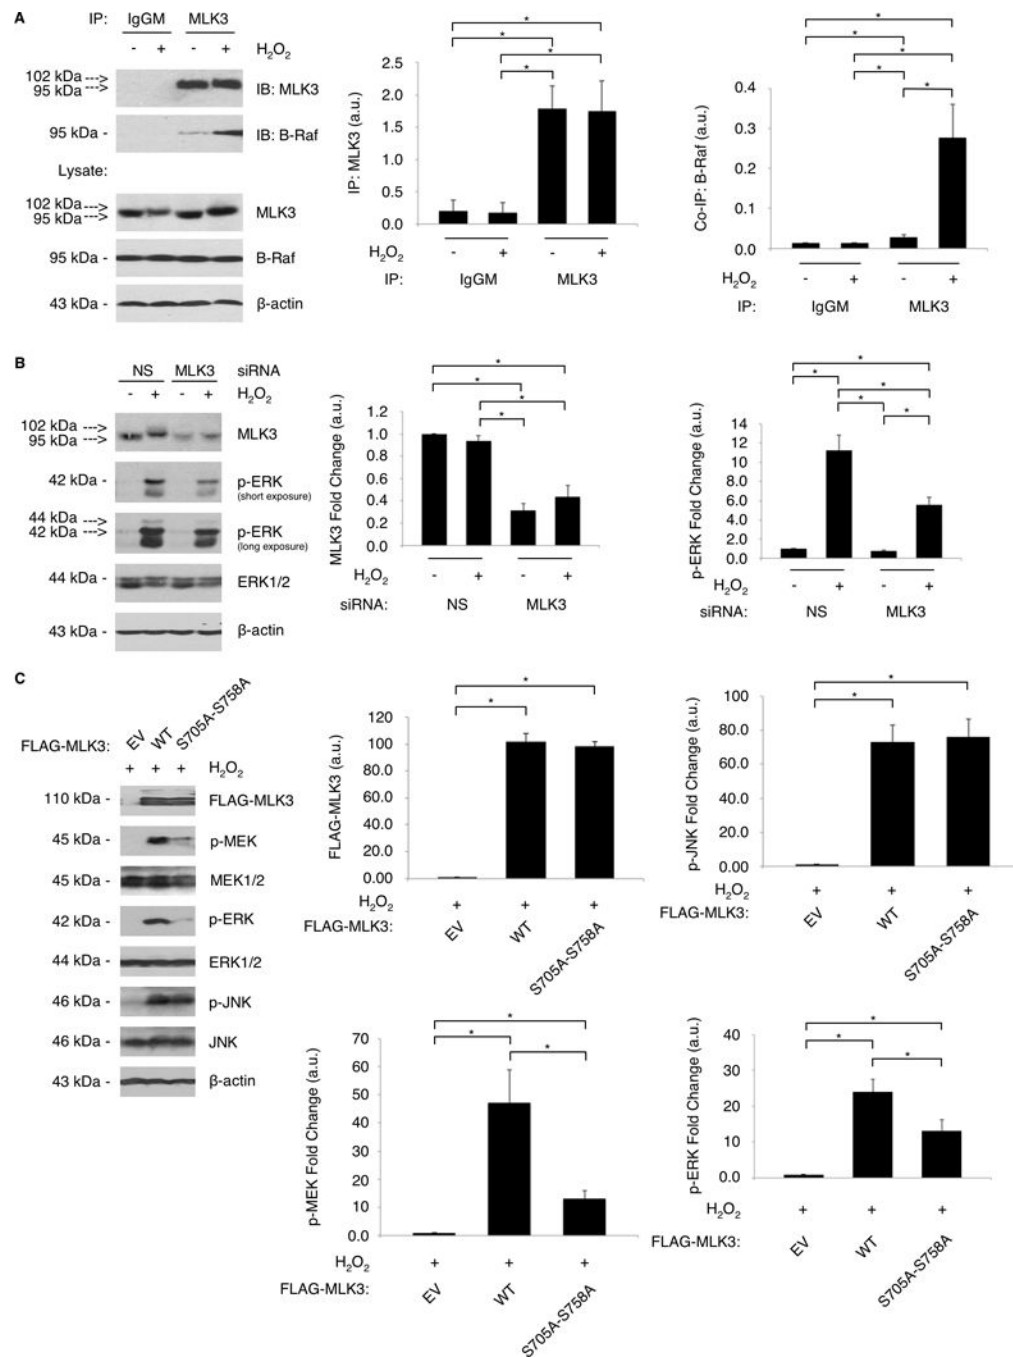 A
IP: IgGM MLK3
- + - + H2O2
102 kDa --->
95 kDa --->
IB: MLK3
95 kDa - IB: B-Raf
Lysate:
102 kDa --->
95 kDa --->
MLK3
95 kDa - B-Raf
43 kDa - β-actin
IP: MLK3 (a.u.)
2.5
2.0
1.5
1.0
0.5
0.0
* * * *
H2O2 - + - +
IP: IgGM MLK3
Co-IP: B-Raf (a.u.)
0.4
0.3
0.2
0.1
0.0
* * * * *
H2O2 - + - +
IP: IgGM MLK3
B
NS MLK3 siRNA
- + - + H2O2
102 kDa --->
95 kDa --->
MLK3
42 kDa - p-ERK
(short exposure)
44 kDa --->
42 kDa --->
p-ERK
(long exposure)
44 kDa - ERK1/2
43 kDa - β-actin
MLK3 Fold Change (a.u.)
1.2
1.0
0.8
0.6
0.4
0.2
0.0
* * * *
H2O2 - + - +
siRNA: NS MLK3
p-ERK Fold Change (a.u.)
14
12
10
8.0
6.0
4.0
2.0
0.0
* * * * *
H2O2 - + - +
siRNA: NS MLK3
C
FLAG-MLK3: EV WT S705A-S758A
+ + + H2O2
110 kDa - FLAG-MLK3
45 kDa - p-MEK
45 kDa - MEK1/2
42 kDa - p-ERK
44 kDa - ERK1/2
46 kDa - p-JNK
46 kDa - JNK
43 kDa - β-actin
FLAG-MLK3 (a.u.)
120
100
80.0
60.0
40.0
20.0
0.00
* *
H2O2 + + +
FLAG-MLK3: EV WT S705A-S758A
p-JNK Fold Change (a.u.)
100
80.0
60.0
40.0
20.0
0.00
* *
H2O2 + + +
FLAG-MLK3: EV WT S705A-S758A
p-MEK Fold Change (a.u.)
70
60
50
40
30
20
10
0.0
* * *
H2O2 + + +
FLAG-MLK3: EV WT S705A-S758A
p-ERK Fold Change (a.u.)
40
30
20
10
0.0
* * *
H2O2 + + +
FLAG-MLK3: EV WT S705A-S758A